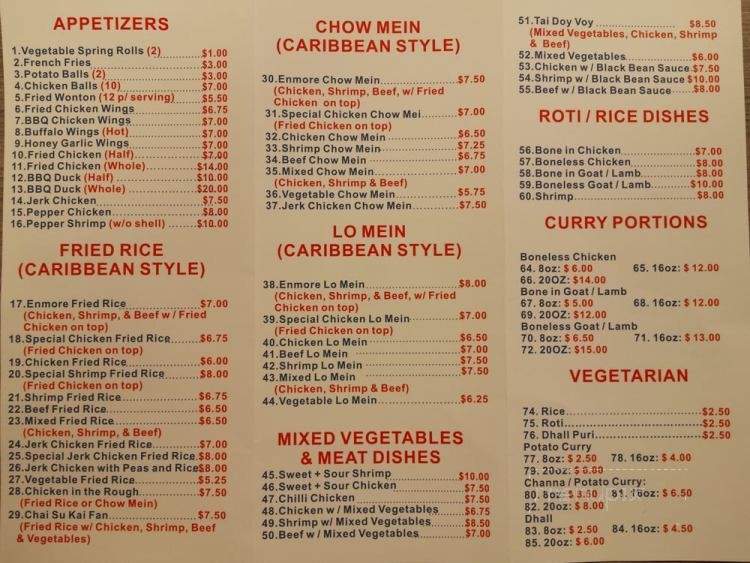 APPETIZERS
1.Vegetable Spring Rolls (2) $1.00
2.French Fries $3.00
3.Potato Balls (2) $3.00
4.Chicken Balls (10) $7.00
5.Fried Wonton (12 p/ serving) $5.50
6.Fried Chicken Wings $6.75
7.BBQ Chicken Wings $7.00
8.Buffalo Wings (Hot) $7.00
9.Honey Garlic Wings $7.00
10.Fried Chicken (Half) $7.00
11.Fried Chicken (Whole) $14.00
12.BBQ Duck (Half) $10.00
13.BBQ Duck (Whole) $20.00
14.Jerk Chicken $7.50
15.Pepper Chicken $8.00
16.Pepper Shrimp (w/o shell) $10.00
FRIED RICE
(CARIBBEAN STYLE)
17.Enmore Fried Rice $7.00
(Chicken, Shrimp, & Beef w / Fried
Chicken on top)
18.Special Chicken Fried Rice $6.75
(Fried Chicken on top)
19.Chicken Fried Rice $6.00
20.Special Shrimp Fried Rice $8.00
(Fried Chicken on top)
21.Shrimp Fried Rice $6.75
22.Beef Fried Rice $6.50
23.Mixed Fried Rice $6.50
(Chicken, Shrimp, & Beef)
24.Jerk Chicken Fried Rice $7.00
25.Special Jerk Chicken Fried Rice $8.00
26.Jerk Chicken with Peas and Rice $8.00
27.Vegetable Fried Rice $5.25
28.Chicken in the Rough $7.50
(Fried Rice or Chow Mein)
29.Chai Su Kai Fan $7.50
(Fried Rice w/ Chicken, Shrimp, Beef
& Vegetables)
CHOW MEIN
(CARIBBEAN STYLE)
30.Enmore Chow Mein $7.50
(Chicken, Shrimp, Beef, w/ Fried
Chicken on top)
31.Special Chicken Chow Mei $7.00
(Fried Chicken on top)
32.Chicken Chow Mein $6.50
33.Shrimp Chow Mein $7.25
34.Beef Chow Mein $6.75
35.Mixed Chow Mein $7.00
(Chicken, Shrimp & Beef)
36.Vegetable Chow Mein $5.75
37.Jerk Chicken Chow Mein $7.50
LO MEIN
(CARIBBEAN STYLE)
38.Enmore Lo Mein $8.00
(Chicken, Shrimp, & Beef, w/ Fried
Chicken on top)
39.Special Chicken Lo Mein $7.00
(Fried Chicken on top)
40.Chicken Lo Mein $6.50
41.Beef Lo Mein $7.00
42.Shrimp Lo Mein $7.50
43.Mixed Lo Mein $7.50
(Chicken, Shrimp & Beef)
44.Vegetable Lo Mein $6.25
MIXED VEGETABLES
& MEAT DISHES
45.Sweet + Sour Shrimp $10.00
46.Sweet + Sour Chicken $7.50
47.Chilli Chicken $7.50
48.Chicken w / Mixed Vegetables $6.75
49.Shrimp w/ Mixed Vegetables $8.50
50.Beef w / Mixed Vegetables $7.00
51.Tai Doy Voy $8.50
(Mixed Vegetables, Chicken, Shrimp
& Beef)
52.Mixed Vegetables $6.00
53.Chicken w / Black Bean Sauce $7.50
54.Shrimp w / Black Bean Sauce $10.00
55.Beef w / Black Bean Sauce $8.00
ROTI / RICE DISHES
56.Bone in Chicken $7.00
57.Boneless Chicken $8.00
58.Bone in Goat / Lamb $8.00
59.Boneless Goat / Lamb $10.00
60.Shrimp $8.00
CURRY PORTIONS
Boneless Chicken
64. 8oz: $ 6.00 65. 16oz: $ 12.00
66. 20OZ: $14.00
Bone in Goat / Lamb
67. 8oz: $ 5.00 68. 16oz: $ 12.00
69. 20OZ: $12.00
Boneless Goat / Lamb
70. 8oz: $ 6.50 71. 16oz: $ 13.00
72. 20OZ: $15.00
VEGETARIAN
74. Rice $2.50
75. Roti $2.50
76. Dhall Puri $2.50
Potato Curry
77. 8oz: $ 2.50 78. 16oz: $ 4.00
79. 20oz: $ 6.00
Channa / Potato Curry:
80. 8oz: $ 3.50 81. 16oz: $ 6.50
82. 20oz: $ 8.00
Dhall
83. 8oz: $ 2.50 84. 16oz: $ 4.50
85. 20oz: $ 6.00